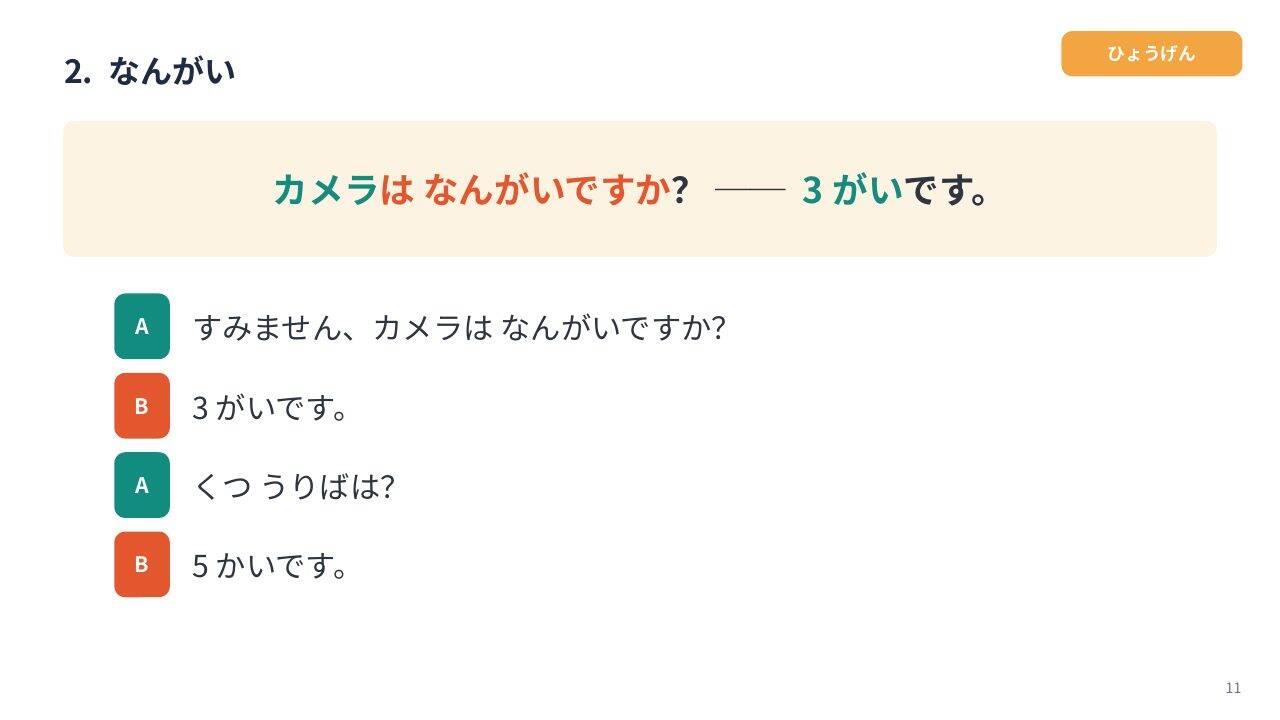 2. なんがい
ひょうげん
カメラは なんがいですか? —— 3 がいです。
A すみません、カメラは なんがいですか?
B 3 がいです。
A くつ うりばは?
B 5 かいです。
11